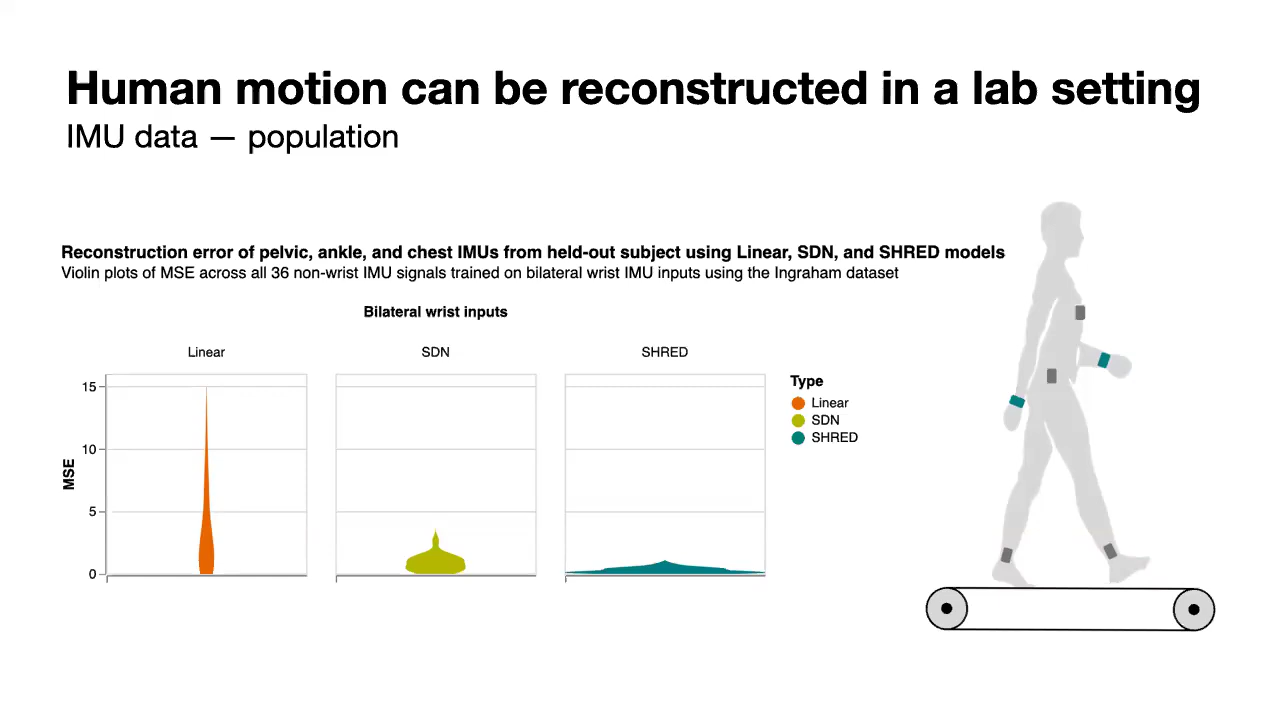 Human motion can be reconstructed in a lab setting
IMU data — population
Reconstruction error of pelvic, ankle, and chest IMUs from held-out subject using Linear, SDN, and SHRED models
Violin plots of MSE across all 36 non-wrist IMU signals trained on bilateral wrist IMU inputs using the Ingraham dataset
Bilateral wrist inputs
Linear
SDN
SHRED
MSE
15
10
5
0
Type
Linear
SDN
SHRED